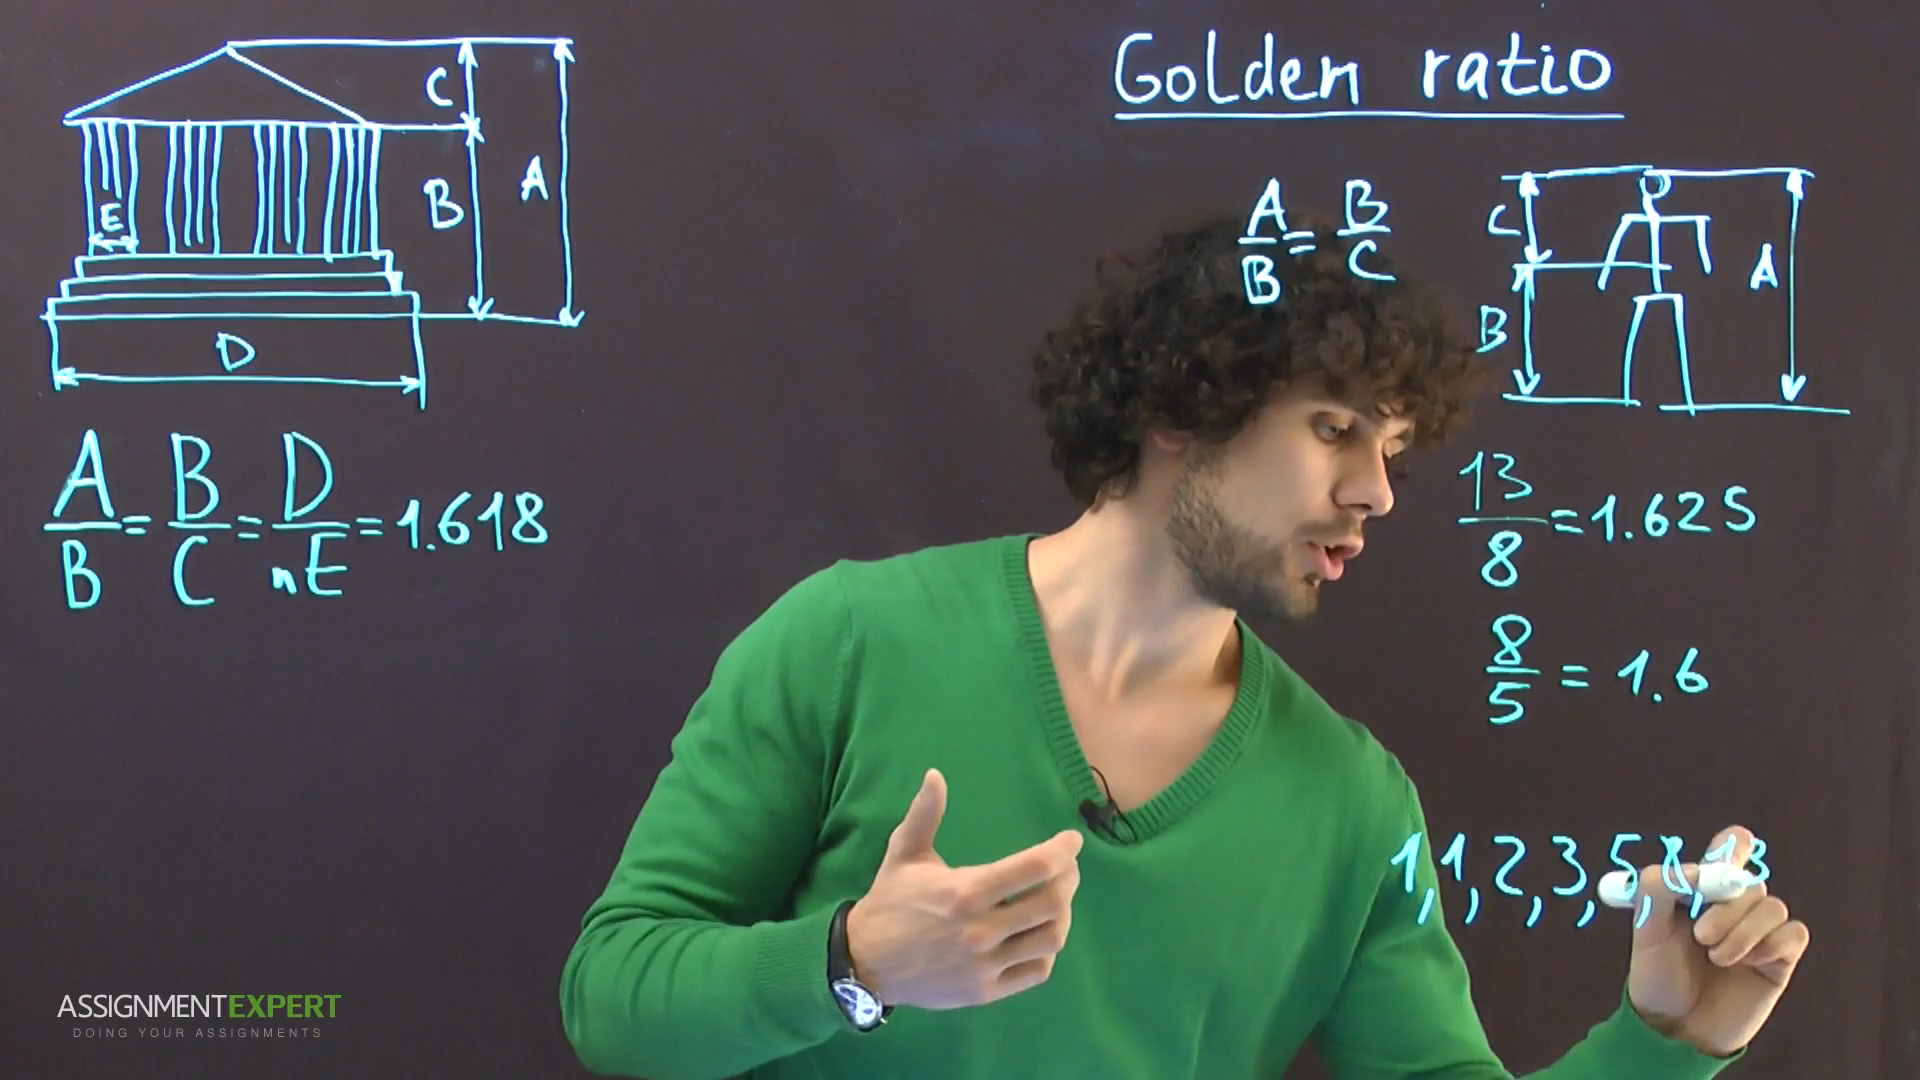 Golden ratio
C
B
A
E
D
A/B = B/C = D/nE = 1.618
A/B = B/C
C
B
A
13/8 = 1.625
8/5 = 1.6
1, 1, 2, 3, 5, 8, 13
ASSIGNMENTEXPERT
DOING YOUR ASSIGNMENTS